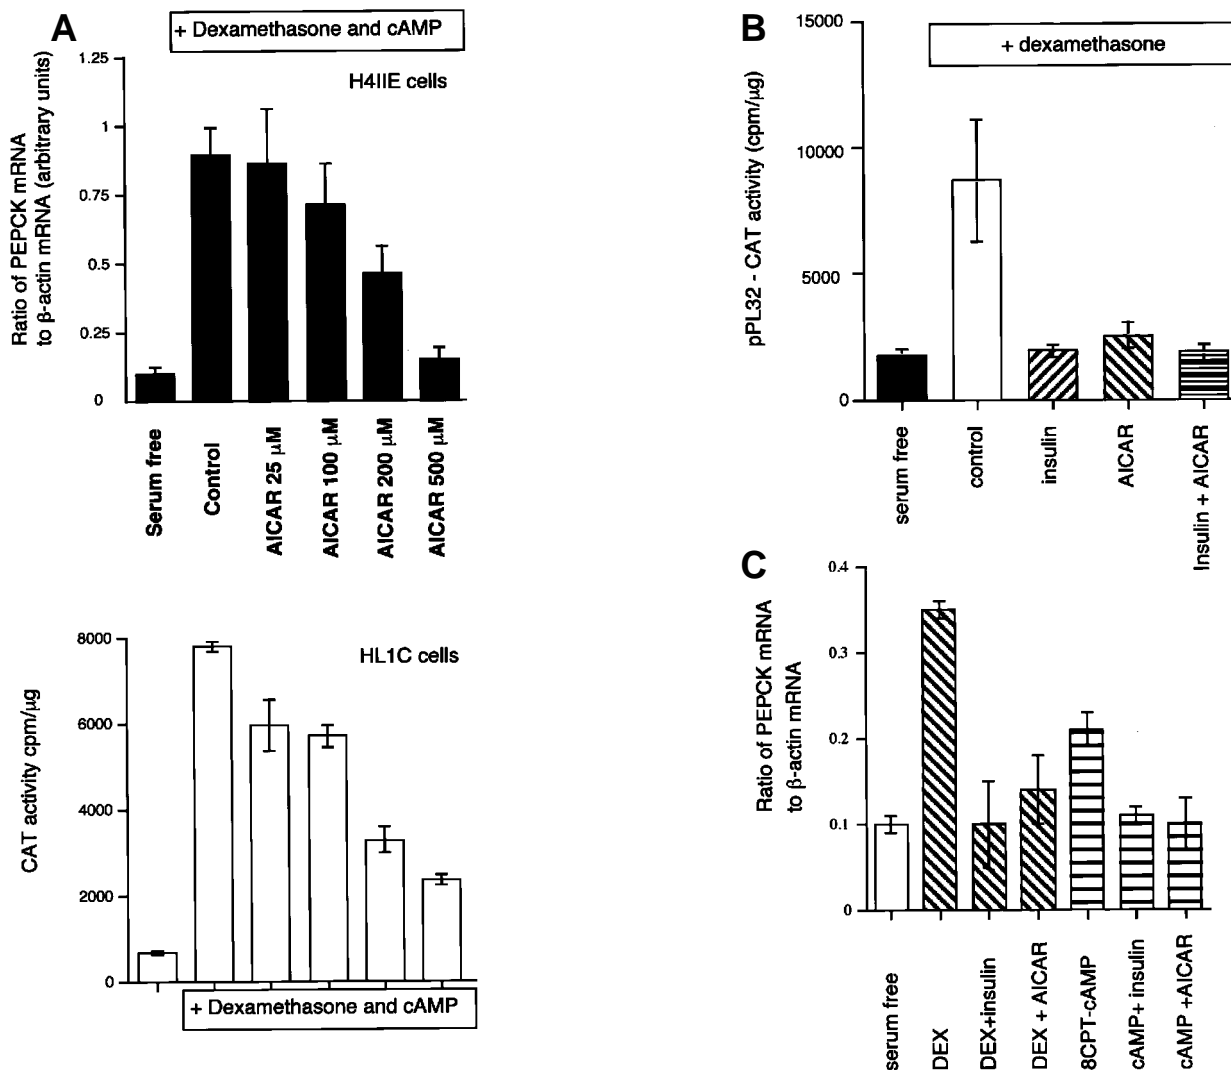 A
+ Dexamethasone and cAMP
H4IIE cells
Ratio of PEPCK mRNA
to β-actin mRNA (arbitrary units)
1.25
1
0.75
0.5
0.25
0
Serum free
Control
AICAR 25 μM
AICAR 100 μM
AICAR 200 μM
AICAR 500 μM
HL1C cells
CAT activity cpm/μg
8000
6000
4000
2000
0
+ Dexamethasone and cAMP
B
+ dexamethasone
pPL32 - CAT activity (cpm/μg)
15000
10000
5000
0
serum free
control
insulin
AICAR
Insulin + AICAR
C
Ratio of PEPCK mRNA
to β-actin mRNA
0.4
0.3
0.2
0.1
0
serum free
DEX
DEX+insulin
DEX + AICAR
8CPT-cAMP
cAMP+ insulin
cAMP +AICAR